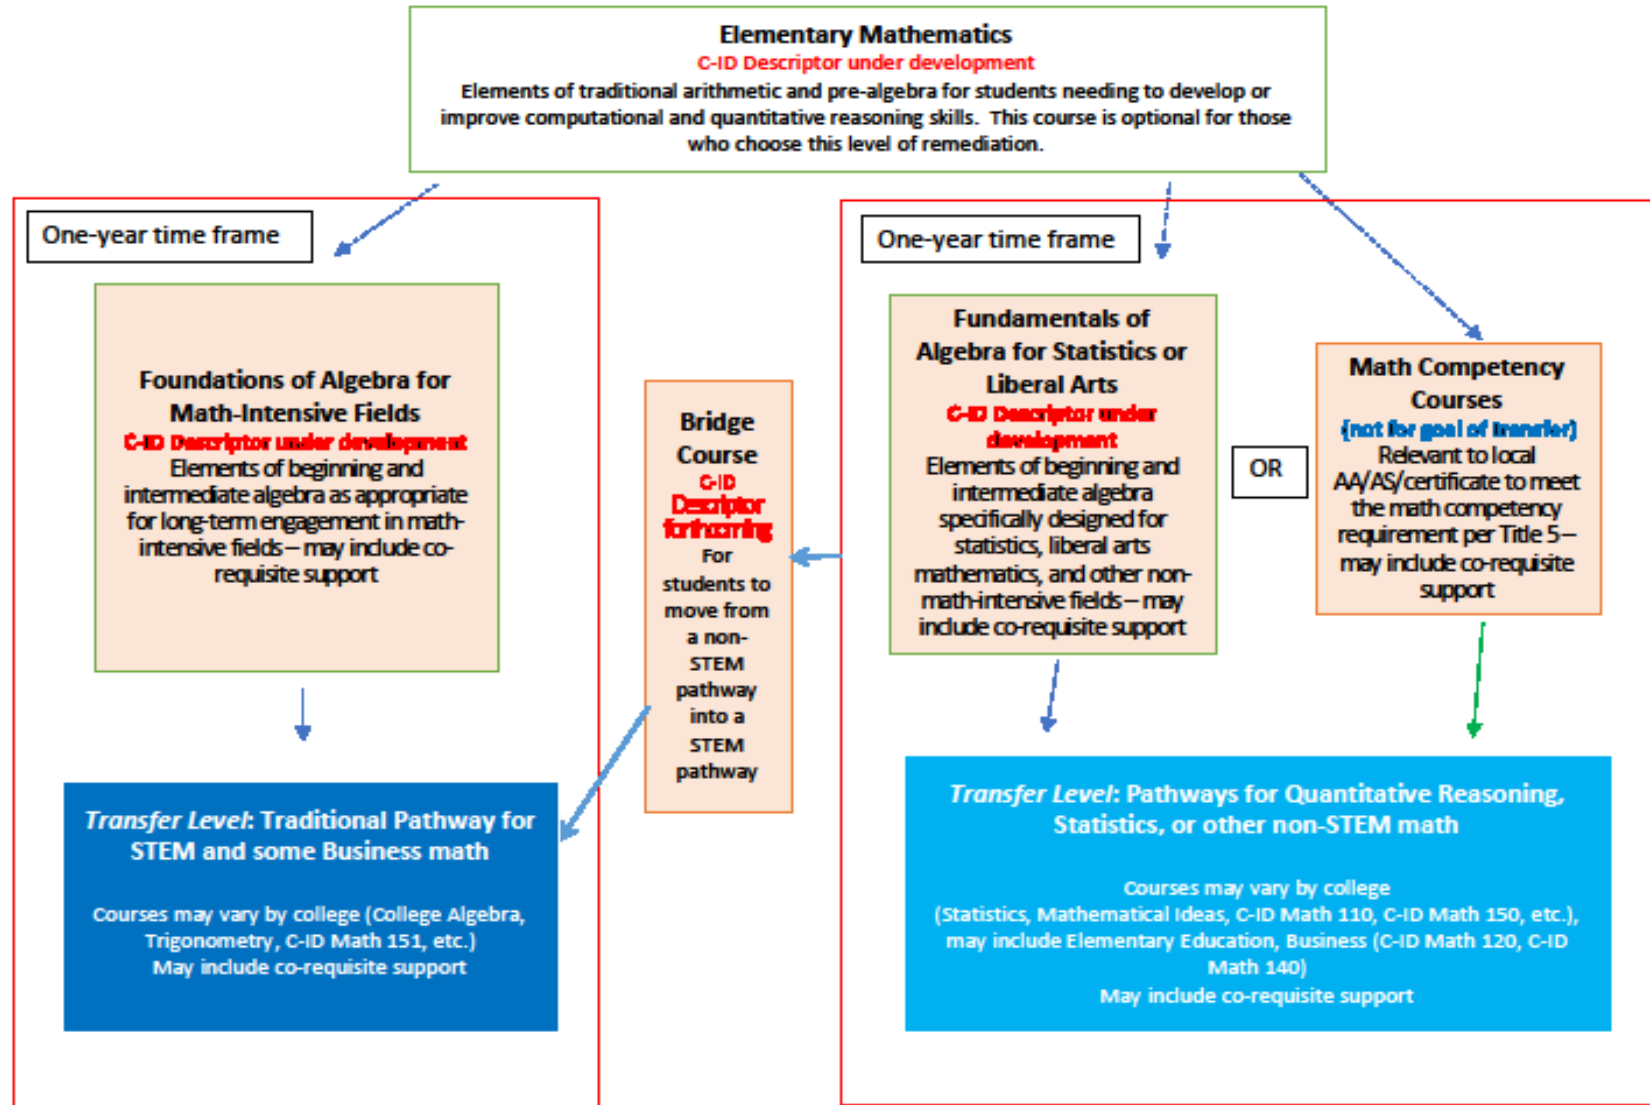 Elementary Mathematics
C-ID Descriptor under development
Elements of traditional arithmetic and pre-algebra for students needing to develop or
improve computational and quantitative reasoning skills.  This course is optional for those
who choose this level of remediation.
One-year time frame
Foundations of Algebra for
Math-Intensive Fields
C-ID Descriptor under development
Elements of beginning and
intermediate algebra as appropriate
for long-term engagement in math-
intensive fields – may include co-
requisite support
Transfer Level: Traditional Pathway for
STEM and some Business math
Courses may vary by college (College Algebra,
Trigonometry, C-ID Math 151, etc.)
May include co-requisite support
Bridge
Course
C-ID
Descriptor
forthcoming
For
students to
move from
a non-
STEM
pathway
into a
STEM
pathway
One-year time frame
Fundamentals of
Algebra for Statistics or
Liberal Arts
C-ID Descriptor under
development
Elements of beginning and
intermediate algebra
specifically designed for
statistics, liberal arts
mathematics, and other non-
math-intensive fields – may
include co-requisite support
OR
Math Competency
Courses
(not for goal of transfer)
Relevant to local
AA/AS/certificate to meet
the math competency
requirement per Title 5 –
may include co-requisite
support
Transfer Level: Pathways for Quantitative Reasoning,
Statistics, or other non-STEM math
Courses may vary by college
(Statistics, Mathematical Ideas, C-ID Math 110, C-ID Math 150, etc.),
may include Elementary Education, Business (C-ID Math 120, C-ID
Math 140)
May include co-requisite support